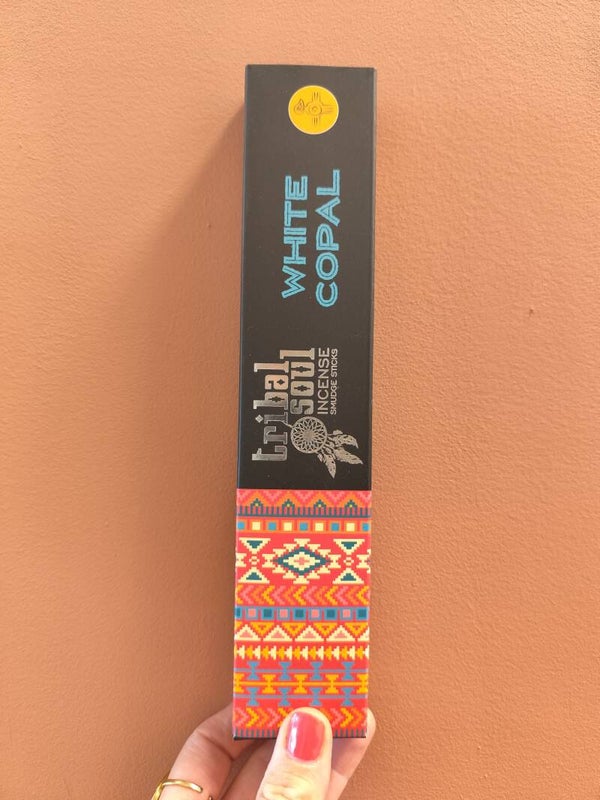 WHITE
COPAL
tribal
soul
INCENSE
SMUDGE STICKS